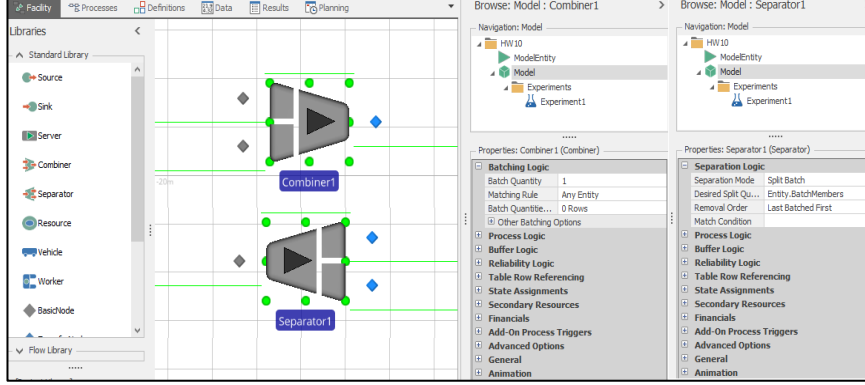 Facility Processes Definitions Data Results Planning
Libraries
Standard Library
Source
Sink
Server
Combiner
Separator
Resource
Vehicle
Worker
BasicNode
Flow Library
-20m
Combiner1
Separator1
Browse: Model : Combiner1
Navigation: Model
HW10
ModelEntity
Model
Experiments
Experiment1
Properties: Combiner1 (Combiner)
Batching Logic
Batch Quantity 1
Matching Rule Any Entity
Batch Quantitie... 0 Rows
Other Batching Options
Process Logic
Buffer Logic
Reliability Logic
Table Row Referencing
State Assignments
Secondary Resources
Financials
Add-On Process Triggers
Advanced Options
General
Animation
Browse: Model : Separator1
Navigation: Model
HW10
ModelEntity
Model
Experiments
Experiment1
Properties: Separator1 (Separator)
Separation Logic
Separation Mode Split Batch
Desired Split Qu... Entity.BatchMembers
Removal Order Last Batched First
Match Condition
Process Logic
Buffer Logic
Reliability Logic
Table Row Referencing
State Assignments
Secondary Resources
Financials
Add-On Process Triggers
Advanced Options
General
Animation